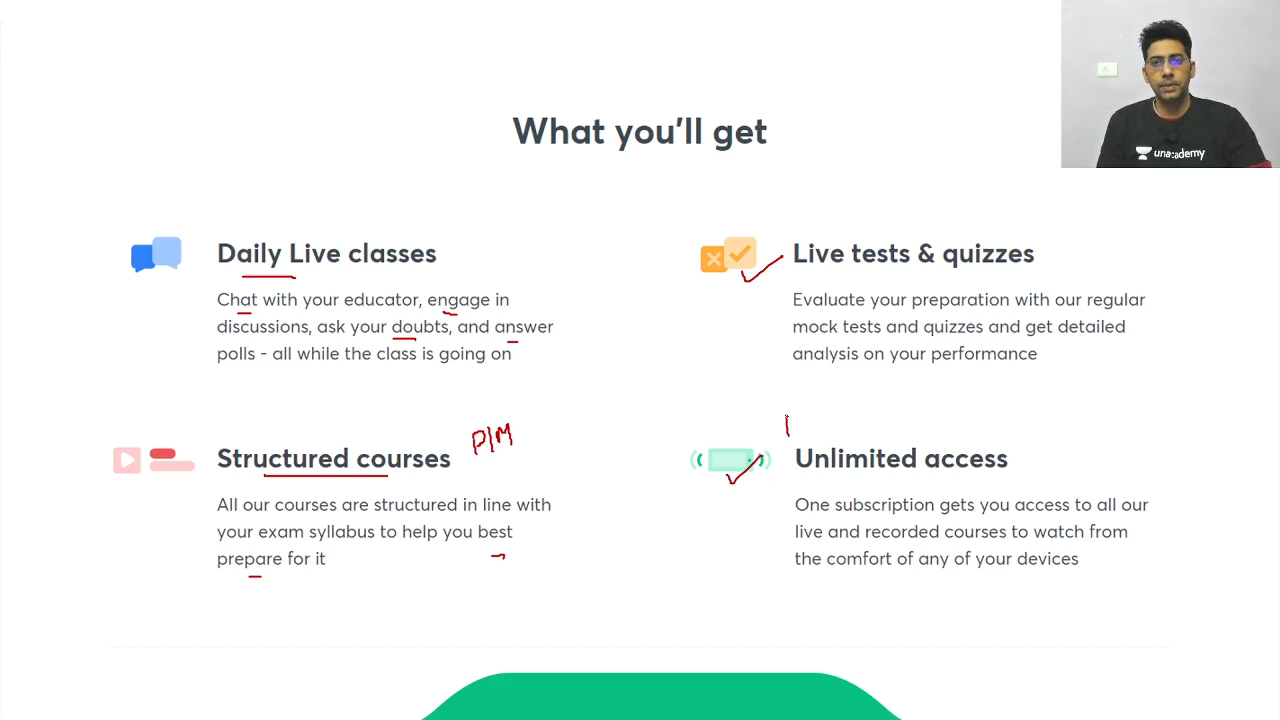 unacademy
What you'll get
Daily Live classes
Chat with your educator, engage in
discussions, ask your doubts, and answer
polls - all while the class is going on
Live tests & quizzes
Evaluate your preparation with our regular
mock tests and quizzes and get detailed
analysis on your performance
P/M
Structured courses
All our courses are structured in line with
your exam syllabus to help you best
prepare for it
Unlimited access
One subscription gets you access to all our
live and recorded courses to watch from
the comfort of any of your devices